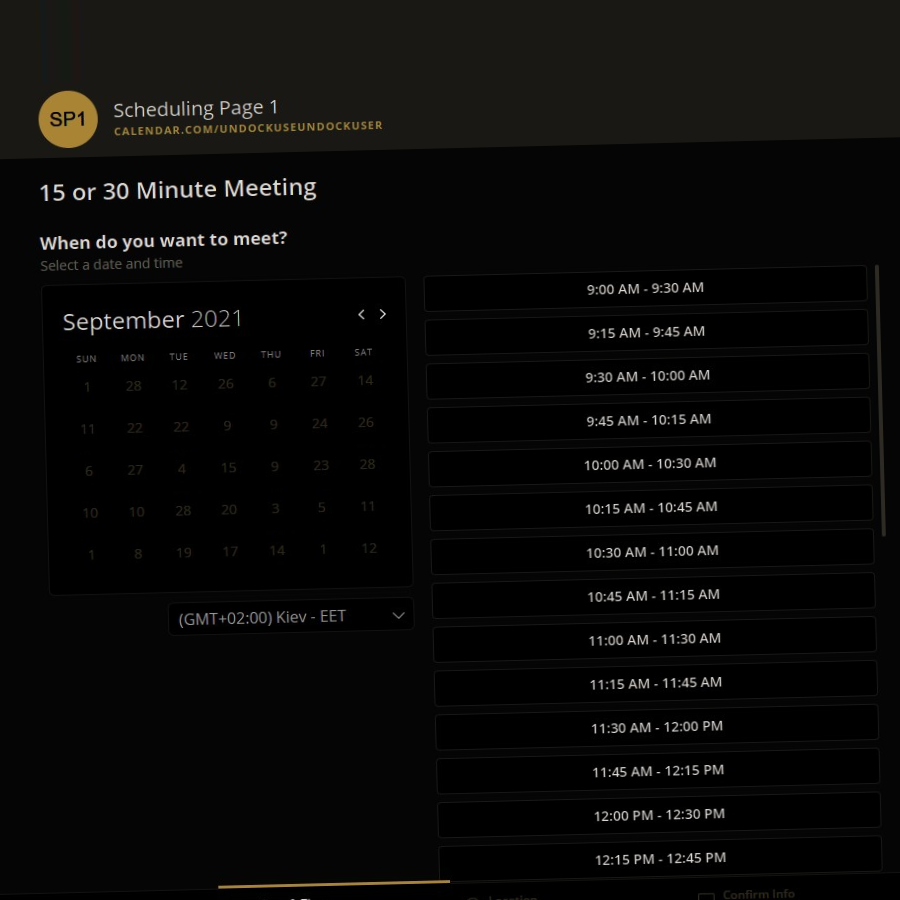 SP1
Scheduling Page 1
CALENDAR.COM/UNDOCKUSEUNDOCKUSER
15 or 30 Minute Meeting
When do you want to meet?
Select a date and time
September 2021
SUN MON TUE WED THU FRI SAT
1 28 12 26 6 27 14
11 22 22 9 9 24 26
6 27 4 15 9 23 28
10 10 28 20 3 5 11
1 8 19 17 14 1 12
(GMT+02:00) Kiev - EET
9:00 AM - 9:30 AM
9:15 AM - 9:45 AM
9:30 AM - 10:00 AM
9:45 AM - 10:15 AM
10:00 AM - 10:30 AM
10:15 AM - 10:45 AM
10:30 AM - 11:00 AM
10:45 AM - 11:15 AM
11:00 AM - 11:30 AM
11:15 AM - 11:45 AM
11:30 AM - 12:00 PM
11:45 AM - 12:15 PM
12:00 PM - 12:30 PM
12:15 PM - 12:45 PM
Confirm Info